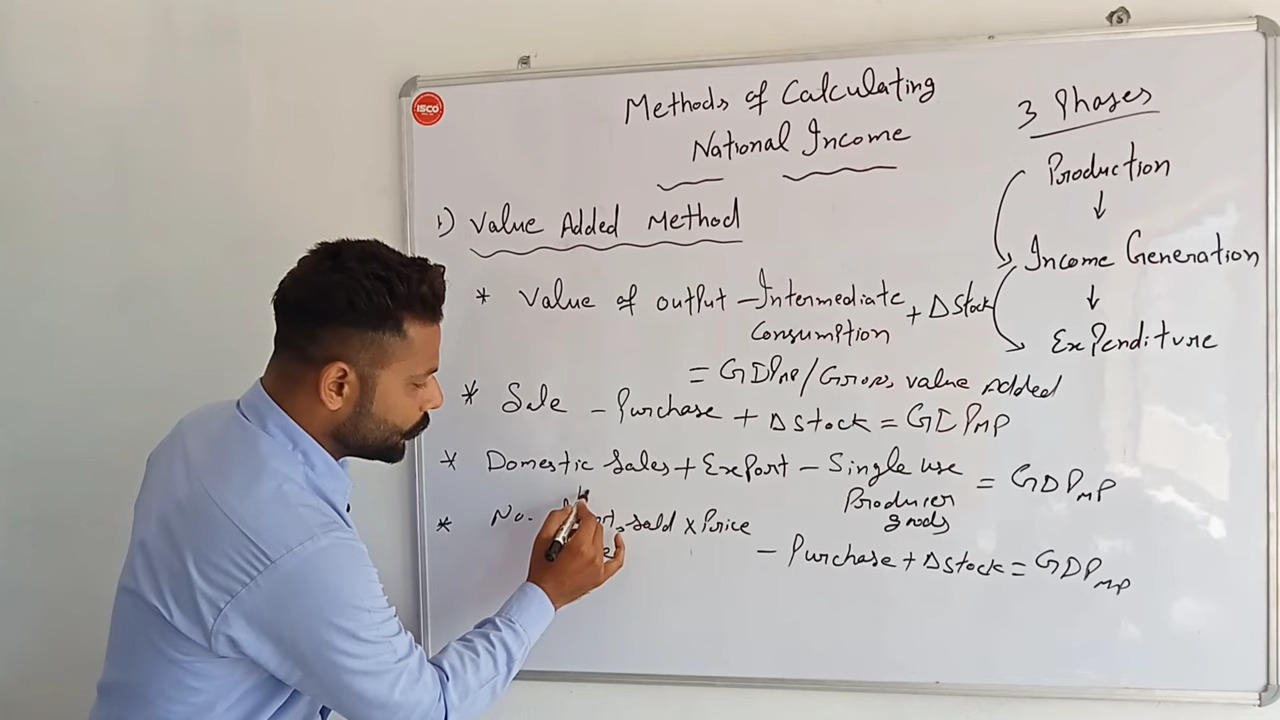 ISCO
Methods of Calculating
National Income
3 Phases
Production
↓
Income Generation
↓
Expenditure
1) Value Added Method
* Value of output - Intermediate Consumption + Δ Stock
= GDPMP / Gross value Added
* Sale - Purchase + Δ Stock = GDPMP
* Domestic Sales + Export - Single use Producer goods = GDPMP
* No. sold x Price
- Purchase + Δ Stock = GDPMP